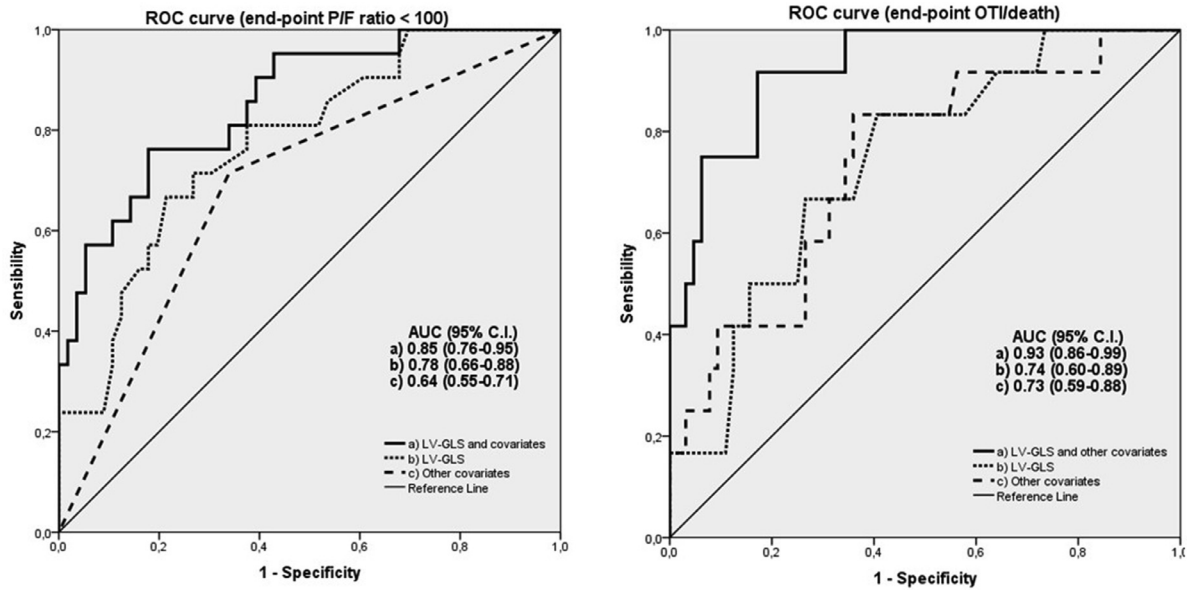 ROC curve (end-point P/F ratio < 100)
1,0
0,8
0,6
0,4
0,2
0,0
Sensibility
AUC (95% C.I.)
a) 0.85 (0.76-0.95)
b) 0.78 (0.66-0.88)
c) 0.64 (0.55-0.71)
a) LV-GLS and covariates
b) LV-GLS
c) Other covariates
Reference Line
0,0 0,2 0,4 0,6 0,8 1,0
1 - Specificity
ROC curve (end-point OTI/death)
1,0
0,8
0,6
0,4
0,2
0,0
Sensibility
AUC (95% C.I.)
a) 0.93 (0.86-0.99)
b) 0.74 (0.60-0.89)
c) 0.73 (0.59-0.88)
a) LV-GLS and other covariates
b) LV-GLS
c) Other covariates
Reference Line
0,0 0,2 0,4 0,6 0,8 1,0
1 - Specificity